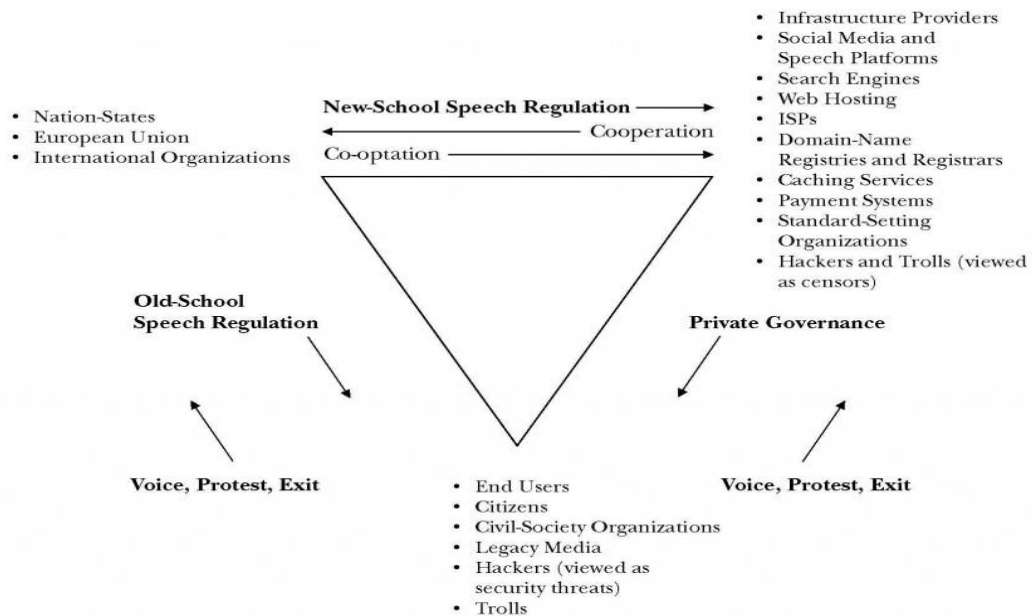 • Infrastructure Providers
• Social Media and
Speech Platforms
• Search Engines
• Web Hosting
• ISPs
• Domain-Name
Registries and Registrars
• Caching Services
• Payment Systems
• Standard-Setting
Organizations
• Hackers and Trolls (viewed
as censors)
• Nation-States
• European Union
• International Organizations
New-School Speech Regulation
Cooperation
Co-optation
Old-School
Speech Regulation
Private Governance
Voice, Protest, Exit
Voice, Protest, Exit
• End Users
• Citizens
• Civil-Society Organizations
• Legacy Media
• Hackers (viewed as
security threats)
• Trolls